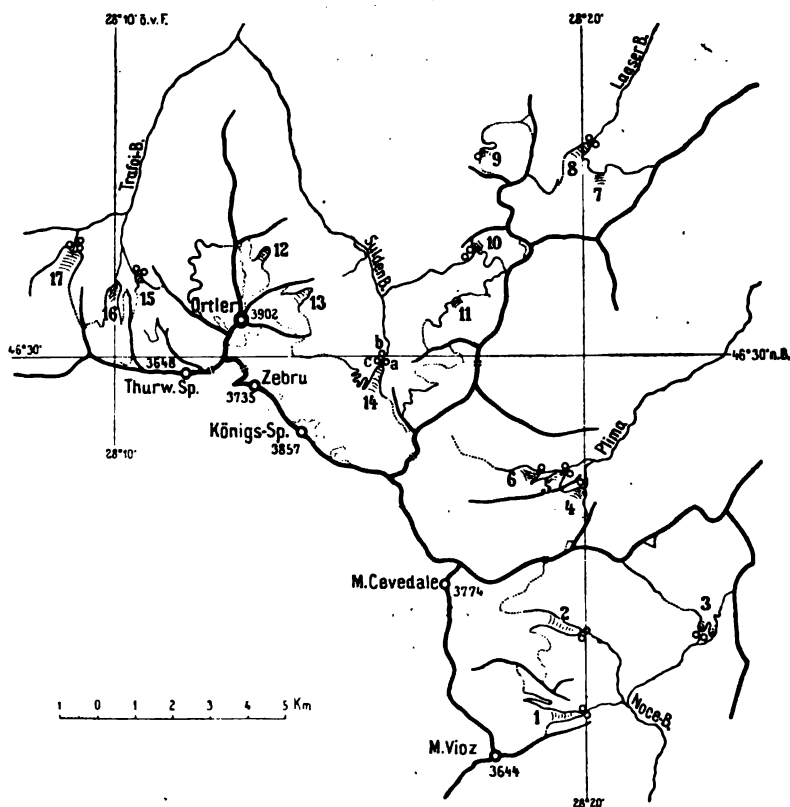 28°10' ö.v.F.
28°20'
Laaser B.
Trafoi-B.
9
8
7
Sulden B.
10
12
17
16
15
13
Ortler
3902
11
46°30'
3648
b
c
a
46°30' n.B.
Thurw. Sp.
Zebru
3735
14
Königs-Sp.
3857
28°10'
Plima
6
5
4
M. Cevedale
3774
2
3
1 0 1 2 3 4 5 Km
1
Noce-B.
M. Vioz
3644
28°20'